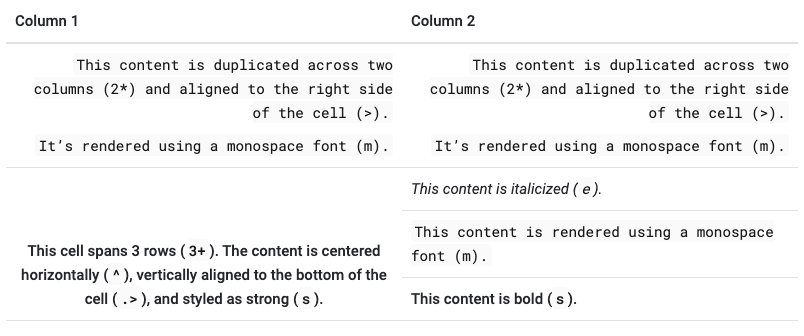 Column 1
Column 2
This content is duplicated across two
columns (2*) and aligned to the right side
of the cell (>).
It’s rendered using a monospace font (m).
This content is duplicated across two
columns (2*) and aligned to the right side
of the cell (>).
It’s rendered using a monospace font (m).
This cell spans 3 rows ( 3+ ). The content is centered
horizontally ( ^ ), vertically aligned to the bottom of the
cell ( .> ), and styled as strong ( s ).
This content is italicized ( e ).
This content is rendered using a monospace
font (m).
This content is bold ( s ).